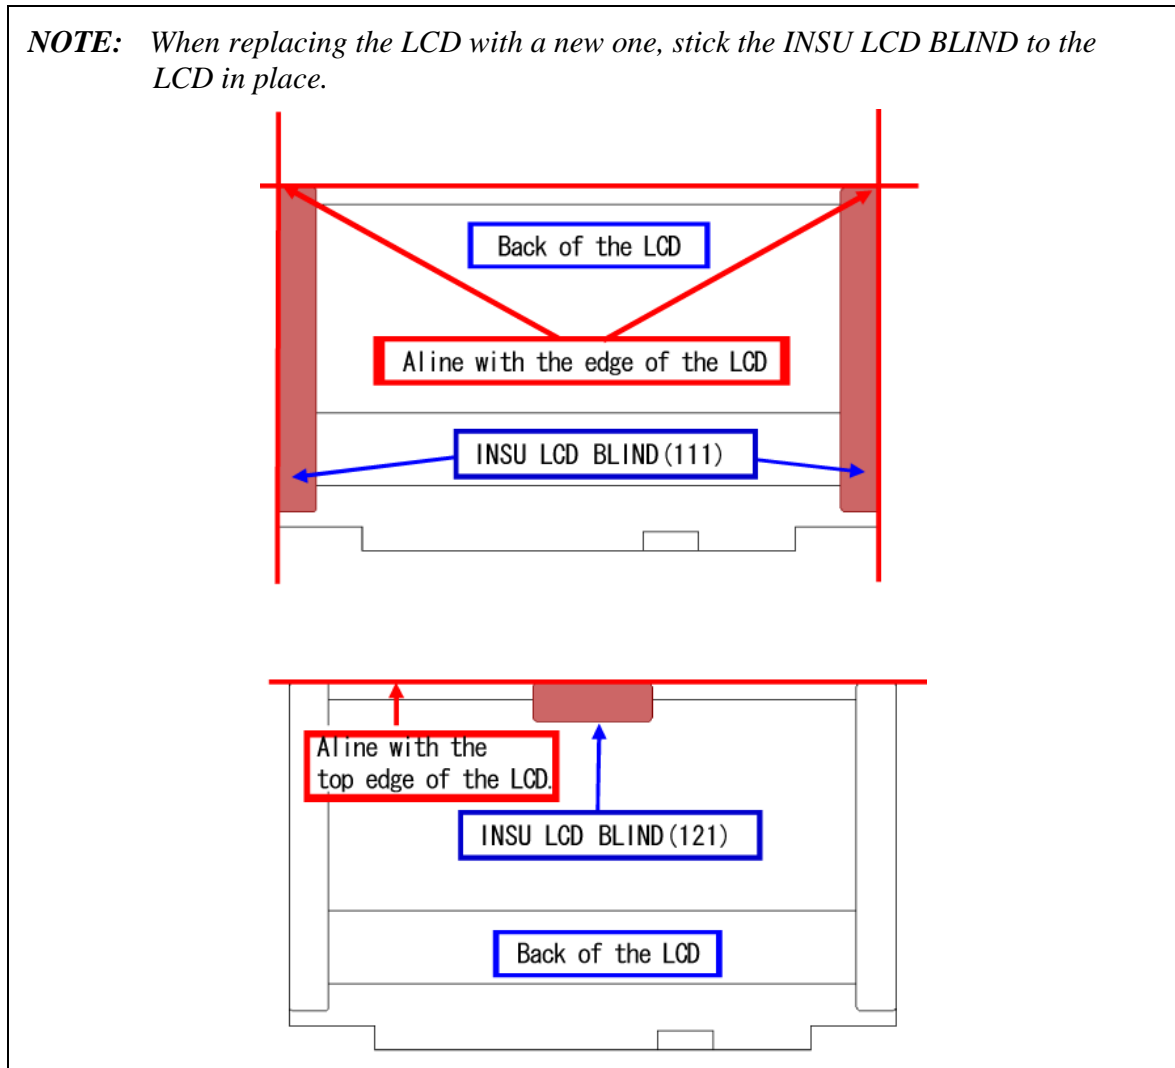 NOTE: When replacing the LCD with a new one, stick the INSU LCD BLIND to the
LCD in place.
Back of the LCD
Aline with the edge of the LCD
INSU LCD BLIND(111)
Aline with the
top edge of the LCD.
INSU LCD BLIND(121)
Back of the LCD